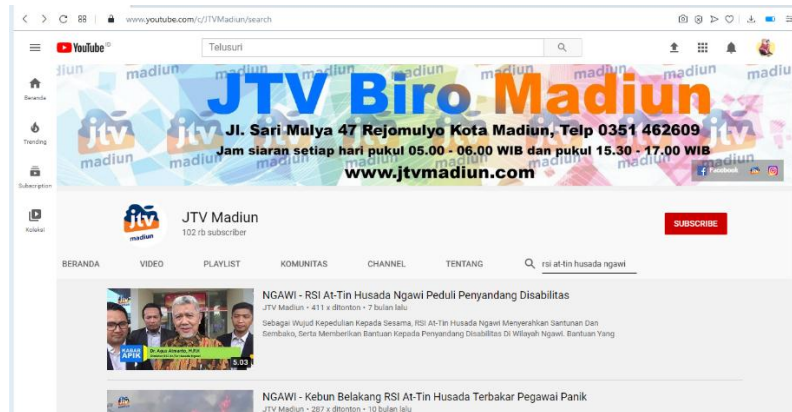 www.youtube.com/c/JTVMadiun/search
YouTube ID
Telusuri
JTV Biro Madiun
Jl. Sari Mulya 47 Rejomulyo Kota Madiun, Telp 0351 462609
Jam siaran setiap hari pukul 05.00 - 06.00 WIB dan pukul 15.30 - 17.00 WIB
www.jtvmadiun.com
Facebook
Beranda
Trending
Subscription
Koleksi
jtv
madiun
JTV Madiun
102 rb subscriber
SUBSCRIBE
BERANDA VIDEO PLAYLIST KOMUNITAS CHANNEL TENTANG rsi at-tin husada ngawi
NGAWI - RSI At-Tin Husada Ngawi Peduli Penyandang Disabilitas
JTV Madiun • 411 x ditonton • 7 bulan lalu
Sebagai Wujud Kepedulian Kepada Sesama, RSI At-Tin Husada Ngawi Menyerahkan Santunan Dan
Sembako, Serta Memberikan Bantuan Kepada Penyandang Disabilitas Di Wilayah Ngawi. Bantuan Yang
KABAR
APIK
5.03
NGAWI - Kebun Belakang RSI At-Tin Husada Terbakar Pegawai Panik
JTV Madiun • 287 x ditonton • 10 bulan lalu